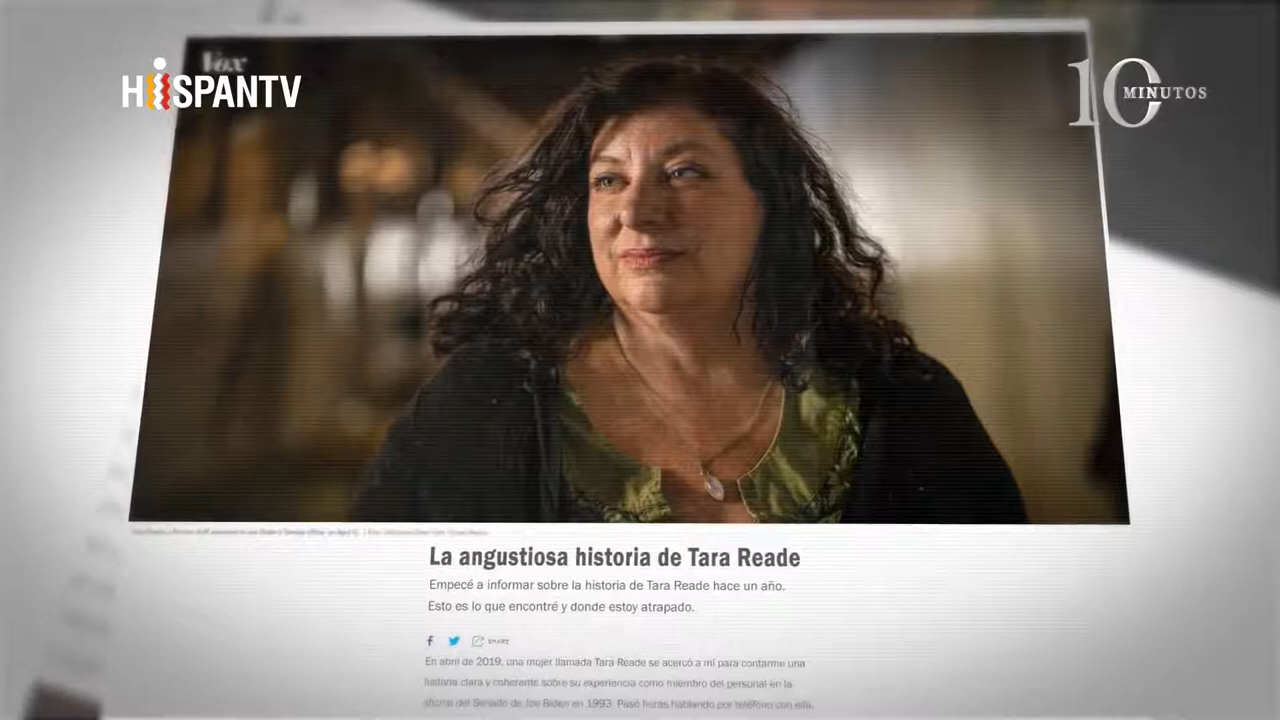 Vox
HISPANTV
10 MINUTOS
La angustiosa historia de Tara Reade
Empecé a informar sobre la historia de Tara Reade hace un año.
Esto es lo que encontré y donde estoy atrapado.
SHARE
En abril de 2019, una mujer llamada Tara Reade se acercó a mí para contarme una
historia clara y coherente sobre su experiencia como miembro del personal en la
oficina del Senado de Joe Biden en 1993. Pasé horas hablando por teléfono con ella,